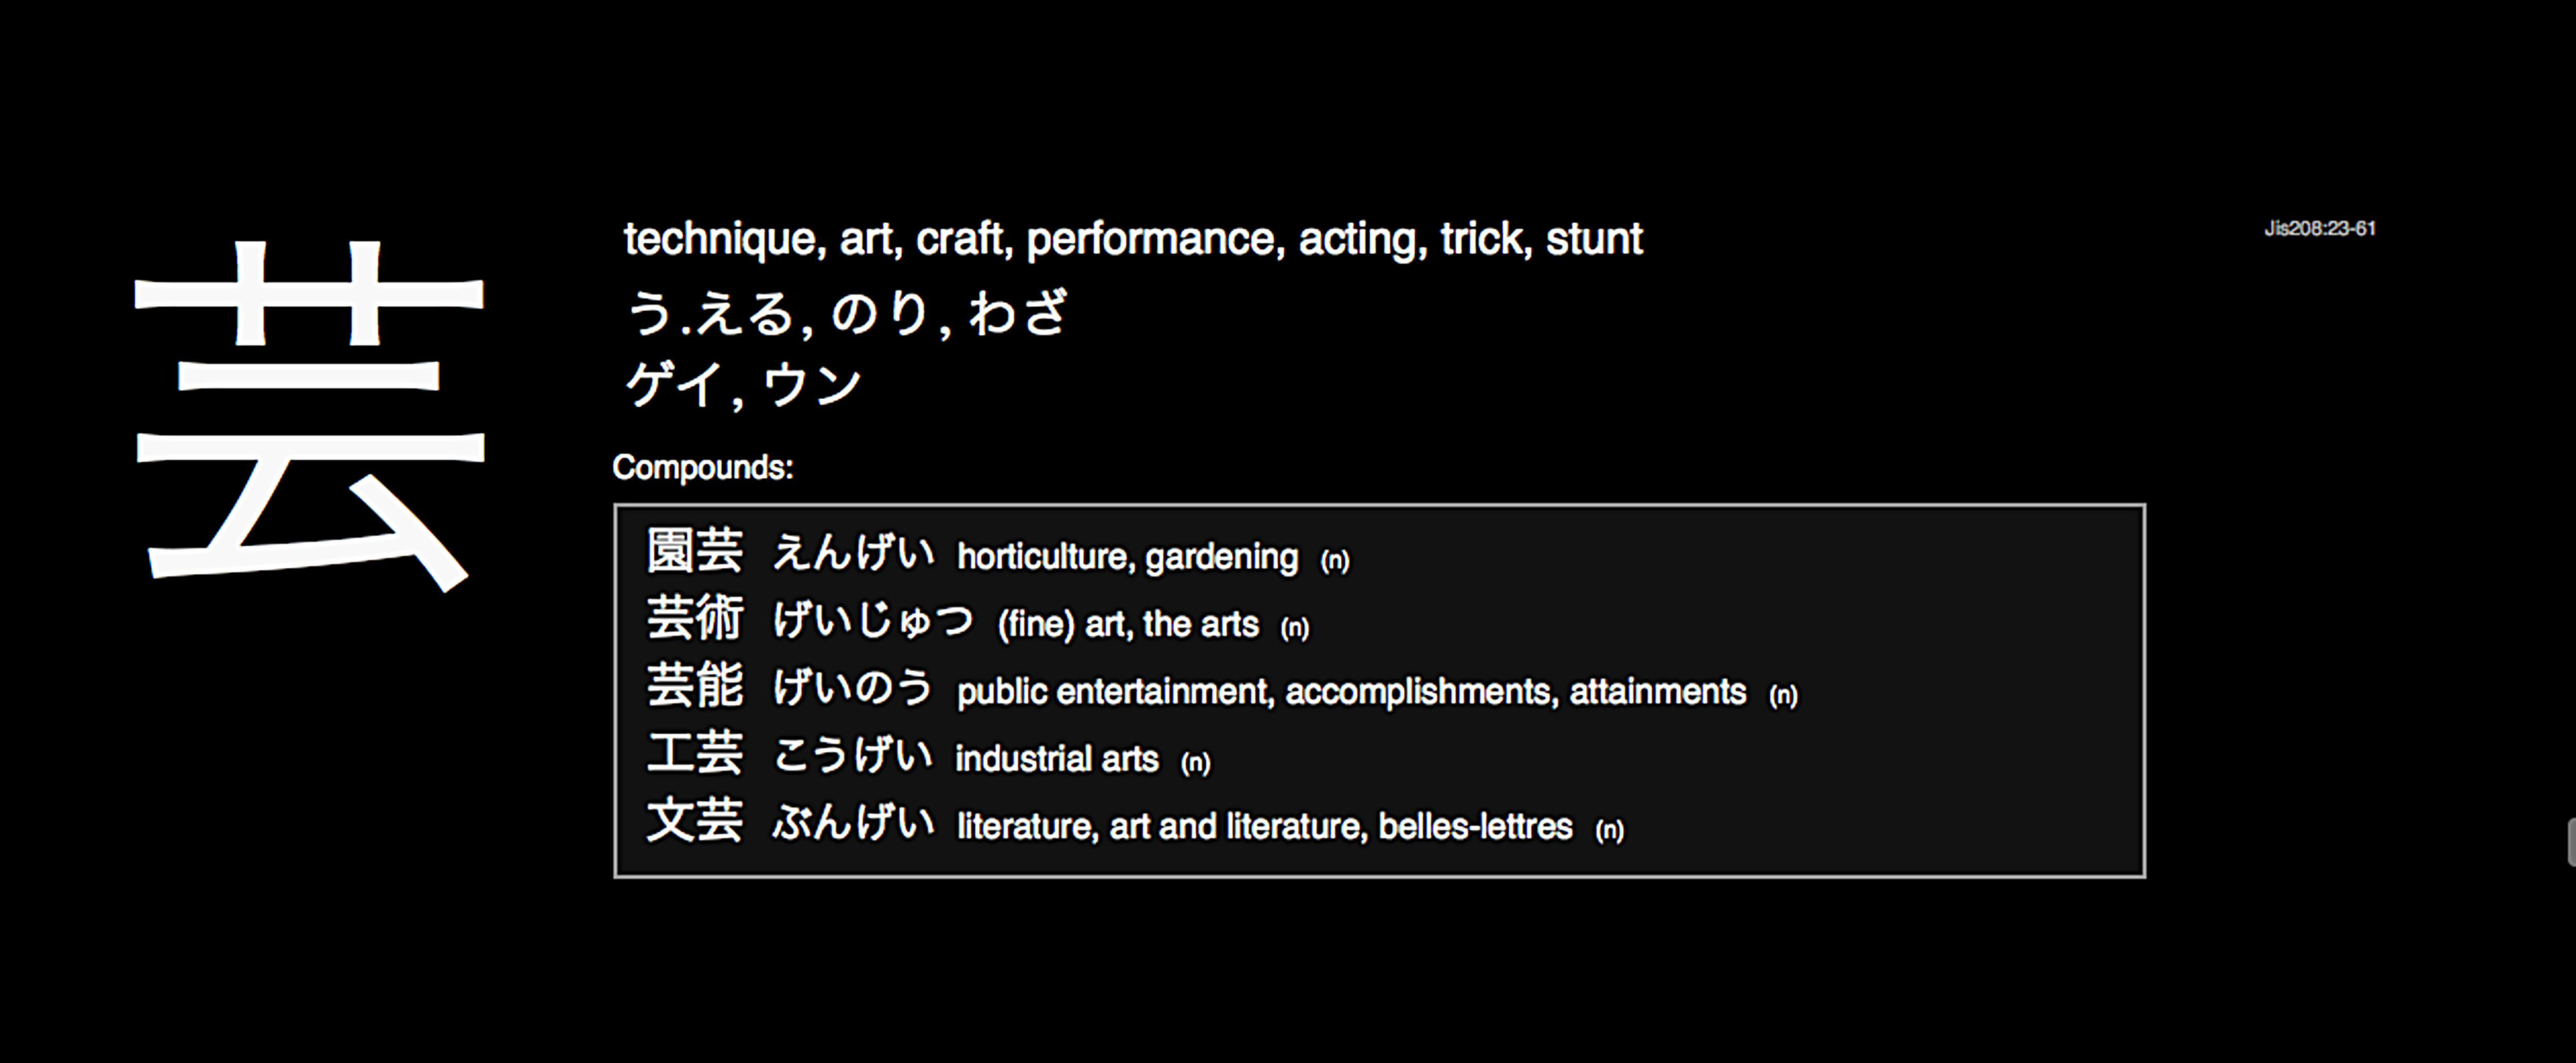 芸
technique, art, craft, performance, acting, trick, stunt
Jis208:23-61
う.える, のり, わざ
ゲイ, ウン
Compounds:
園芸 えんげい horticulture, gardening (n)
芸術 げいじゅつ (fine) art, the arts (n)
芸能 げいのう public entertainment, accomplishments, attainments (n)
工芸 こうげい industrial arts (n)
文芸 ぶんげい literature, art and literature, belles-lettres (n)